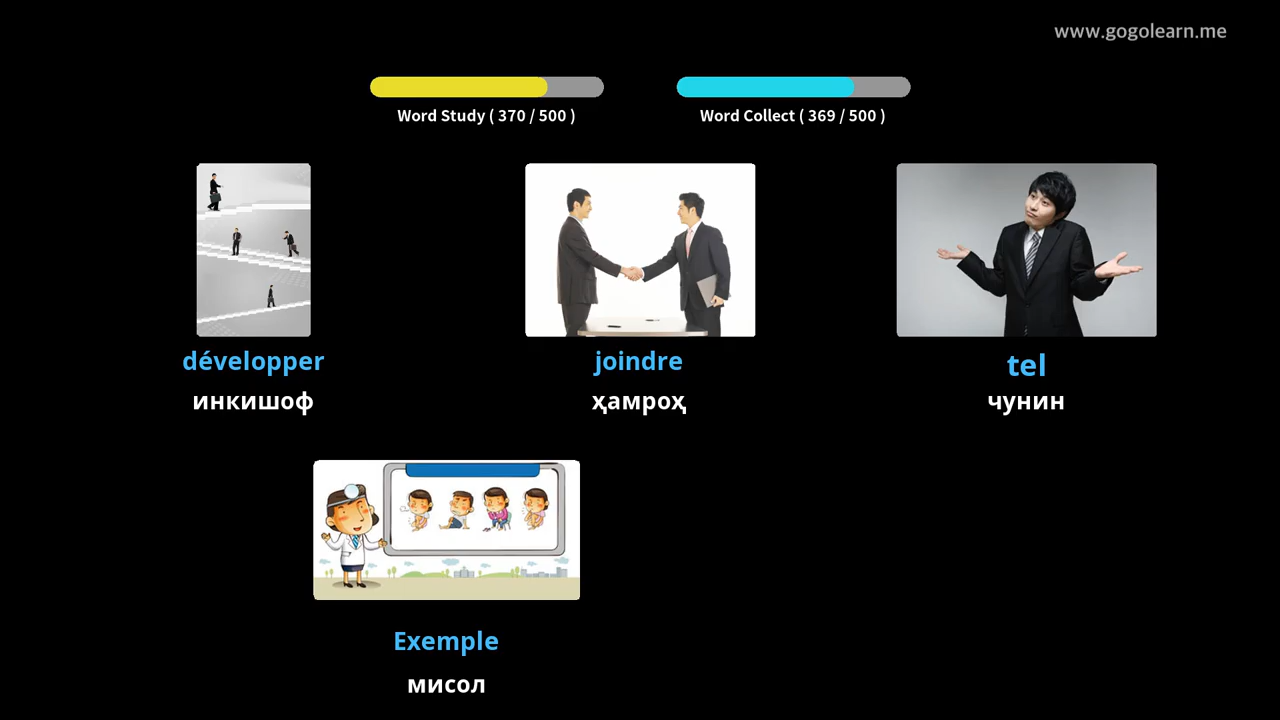 www.gogolearn.me
Word Study ( 370 / 500 )
Word Collect ( 369 / 500 )
développer
joindre
tel
инкишоф
ҳамроҳ
чунин
Exemple
мисол